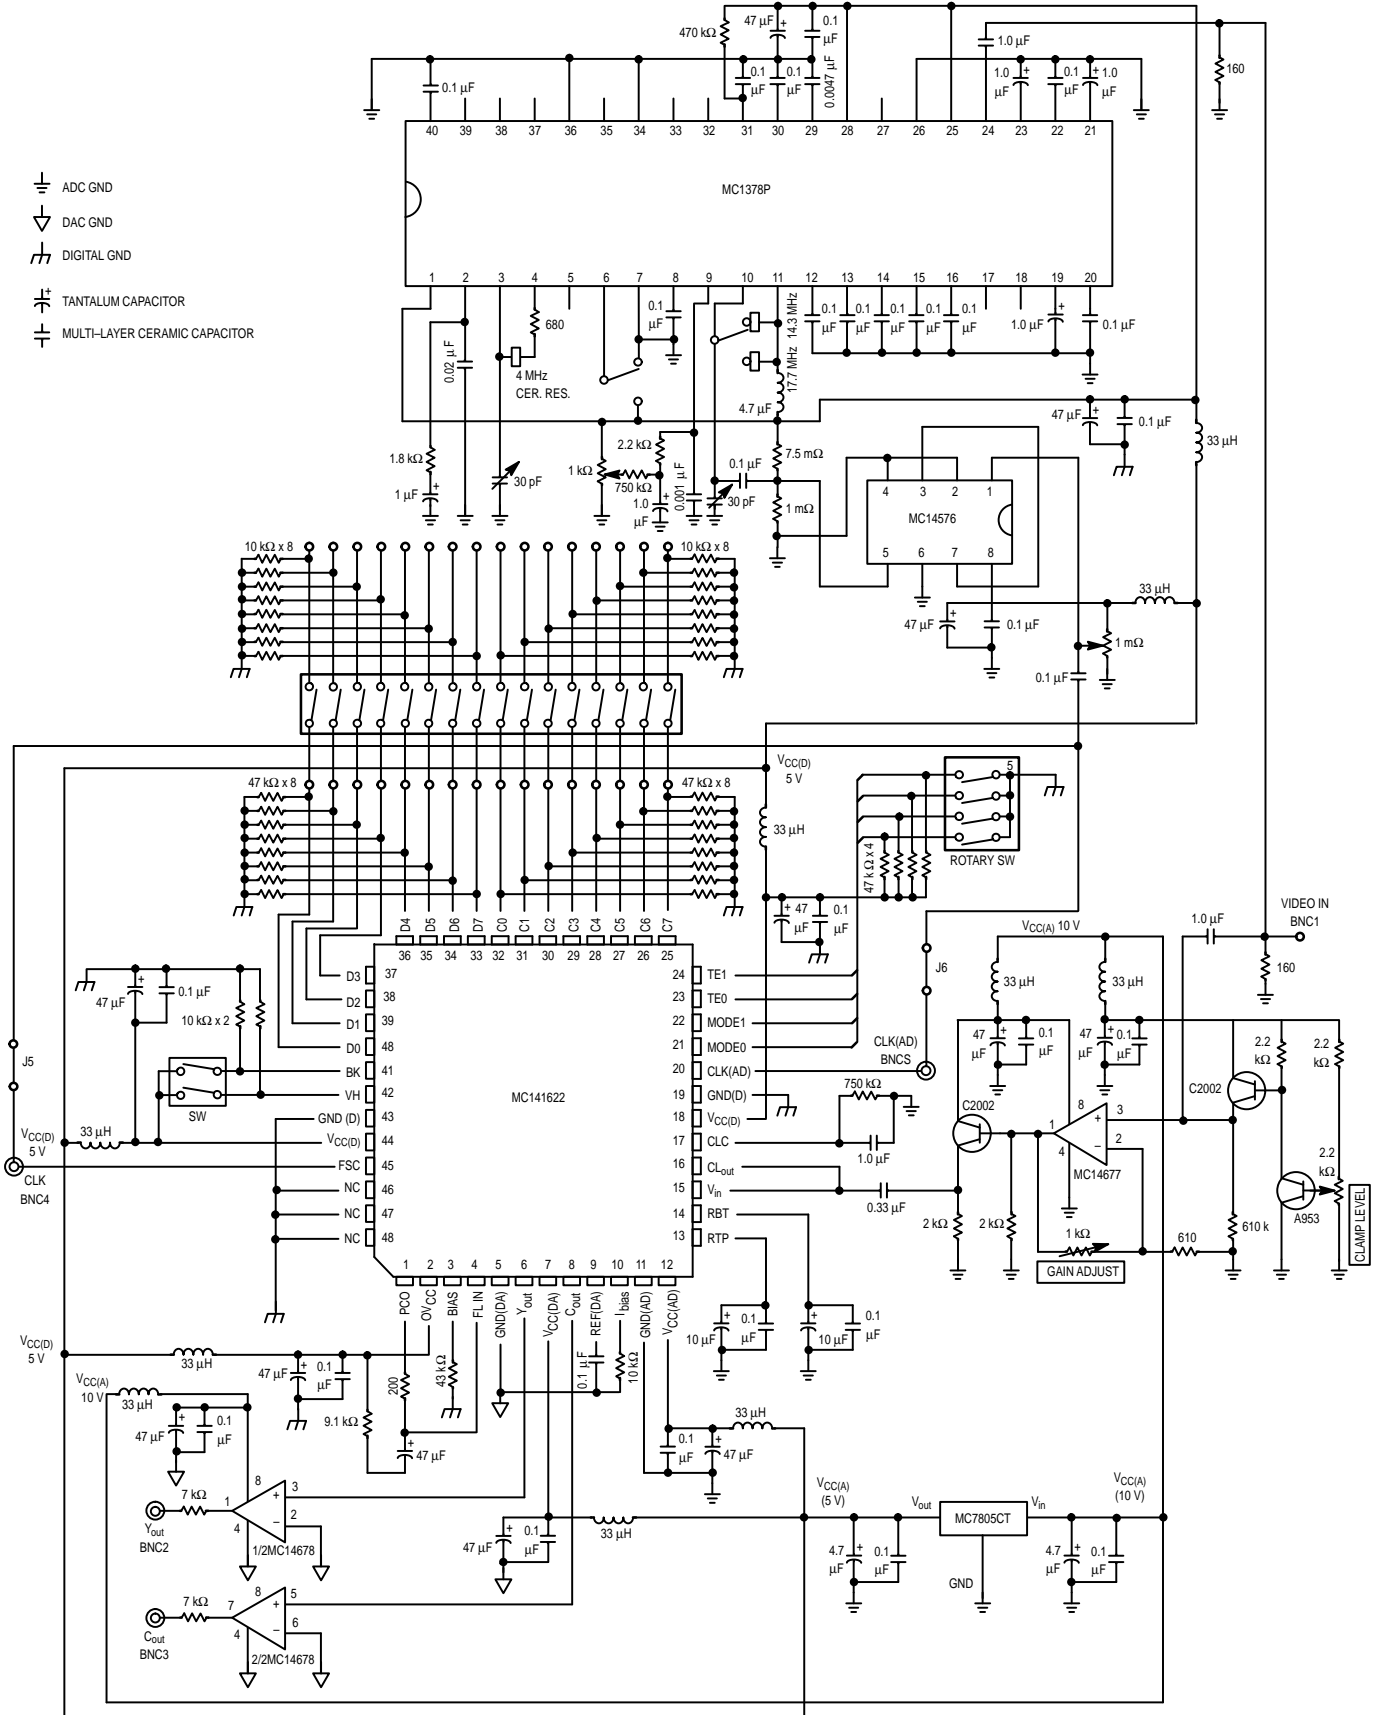 470 kΩ
47 µF
+
0.1
µF
1.0 µF
160
0.1 µF
0.1
µF
0.1
µF
0.0047 µF
1.0
µF
+
0.1
µF
+
1.0
µF
40 39 38 37 36 35 34 33 32 31 30 29 28 27 26 25 24 23 22 21
MC1378P
ADC GND
DAC GND
DIGITAL GND
+
TANTALUM CAPACITOR
MULTI–LAYER CERAMIC CAPACITOR
1 2 3 4 5 6 7 8 9 10 11 12 13 14 15 16 17 18 19 20
680
0.1
µF
14.3 MHz
0.1
µF
0.1
µF
0.1
µF
0.1
µF
0.1
µF
1.0 µF
+
0.1 µF
0.02 µF
4 MHz
CER. RES.
17.7 MHz
4.7 µF
47 µF
+
0.1 µF
33 µH
1.8 kΩ
1 µF
+
30 pF
1 kΩ
2.2 kΩ
750 kΩ
1.0
µF
+
0.001 µF
0.1 µF
30 pF
7.5 mΩ
1 mΩ
4 3 2 1
MC14576
5 6 7 8
10 kΩ x 8
10 kΩ x 8
33 µH
47 µF
+
0.1 µF
1 mΩ
0.1 µF
47 kΩ x 8
47 kΩ x 8
VCC(D)
5 V
33 µH
5
ROTARY SW
47 kΩ x 4
+
47
µF
0.1
µF
VIDEO IN
BNC1
1.0 µF
160
D4 D5 D6 D7 C0 C1 C2 C3 C4 C5 C6 C7
36 35 34 33 32 31 30 29 28 27 26 25
VCC(A) 10 V
33 µH
33 µH
J6
47 µF
+
0.1 µF
10 kΩ x 2
J5
SW
D3 37
D2 38
D1 39
D0 48
BK 41
VH 42
GND (D) 43
VCC(D) 44
FSC 45
NC 46
NC 47
NC 48
MC141622
24 TE1
23 TE0
22 MODE1
21 MODE0
20 CLK(AD)
19 GND(D)
18 VCC(D)
17 CLC
16 CLout
15 Vin
14 RBT
13 RTP
CLK(AD)
BNCS
750 kΩ
1.0 µF
0.33 µF
47
µF
+
0.1
µF
47
µF
+
0.1
µF
2.2
kΩ
2.2
kΩ
C2002
C2002
8
1
+
3
–
2
4
MC14677
2.2
kΩ
A953
CLAMP LEVEL
2 kΩ
2 kΩ
1 kΩ
610
610 k
GAIN ADJUST
VCC(D)
5 V
33 µH
CLK
BNC4
1 2 3 4 5 6 7 8 9 10 11 12
PCO
OVCC
BIAS
FL IN
GND(DA)
Yout
VCC(DA)
Cout
REF(DA)
Ibias
GND(AD)
VCC(AD)
+
10 µF
0.1
µF
+
10 µF
0.1
µF
VCC(D)
5 V
33 µH
47 µF
+
0.1
µF
200
43 kΩ
0.1 µF
10 kΩ
9.1 kΩ
+
47 µF
VCC(A)
10 V
33 µH
+
47 µF
0.1
µF
33 µH
0.1
µF
+
47 µF
7 kΩ
1
8
+
3
–
2
4
Yout
BNC2
1/2MC14678
47 µF
+
0.1
µF
33 µH
VCC(A)
(5 V)
Vout
MC7805CT
Vin
VCC(A)
(10 V)
GND
4.7
µF
+
0.1
µF
4.7
µF
+
0.1
µF
7 kΩ
7
8
+
5
–
6
4
Cout
BNC3
2/2MC14678